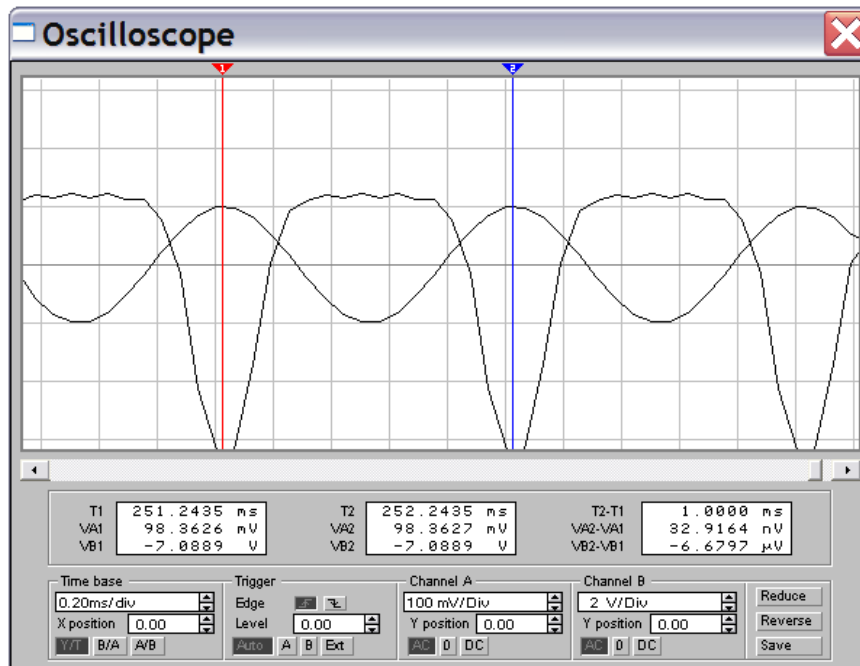 Oscilloscope
1 2
T1 251.2435 ms T2 252.2435 ms T2-T1 1.0000 ms
VA1 98.3626 mV VA2 98.3627 mV VA2-VA1 32.9164 nV
VB1 -7.0889 V VB2 -7.0889 V VB2-VB1 -6.6797 µV
Time base Trigger Channel A Channel B
0.20ms/div Edge 100 mV/Div 2 V/Div Reduce
X position 0.00 Level 0.00 Y position 0.00 Y position 0.00 Reverse
Y/T B/A A/B Auto A B Ext AC 0 DC AC 0 DC Save